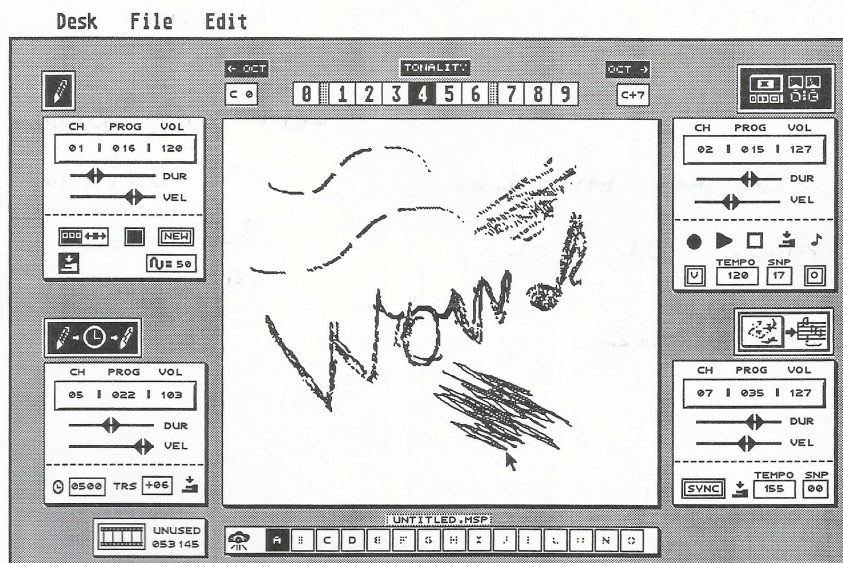 Desk File Edit
← OCT TONALITY OCT →
C 0 0 1 2 3 4 5 6 7 8 9 C+7
CH PROG VOL
01 016 120
DUR
VEL
NEW
= 50
CH PROG VOL
02 015 127
DUR
VEL
TEMPO SNP
V 120 17 O
WOW
CH PROG VOL
05 022 103
DUR
VEL
0500 TRS +06
CH PROG VOL
07 035 127
DUR
VEL
TEMPO SNP
SYNC 155 00
UNUSED
053145
UNTITLED.MSP
A B C D E F G H I J K L M N O